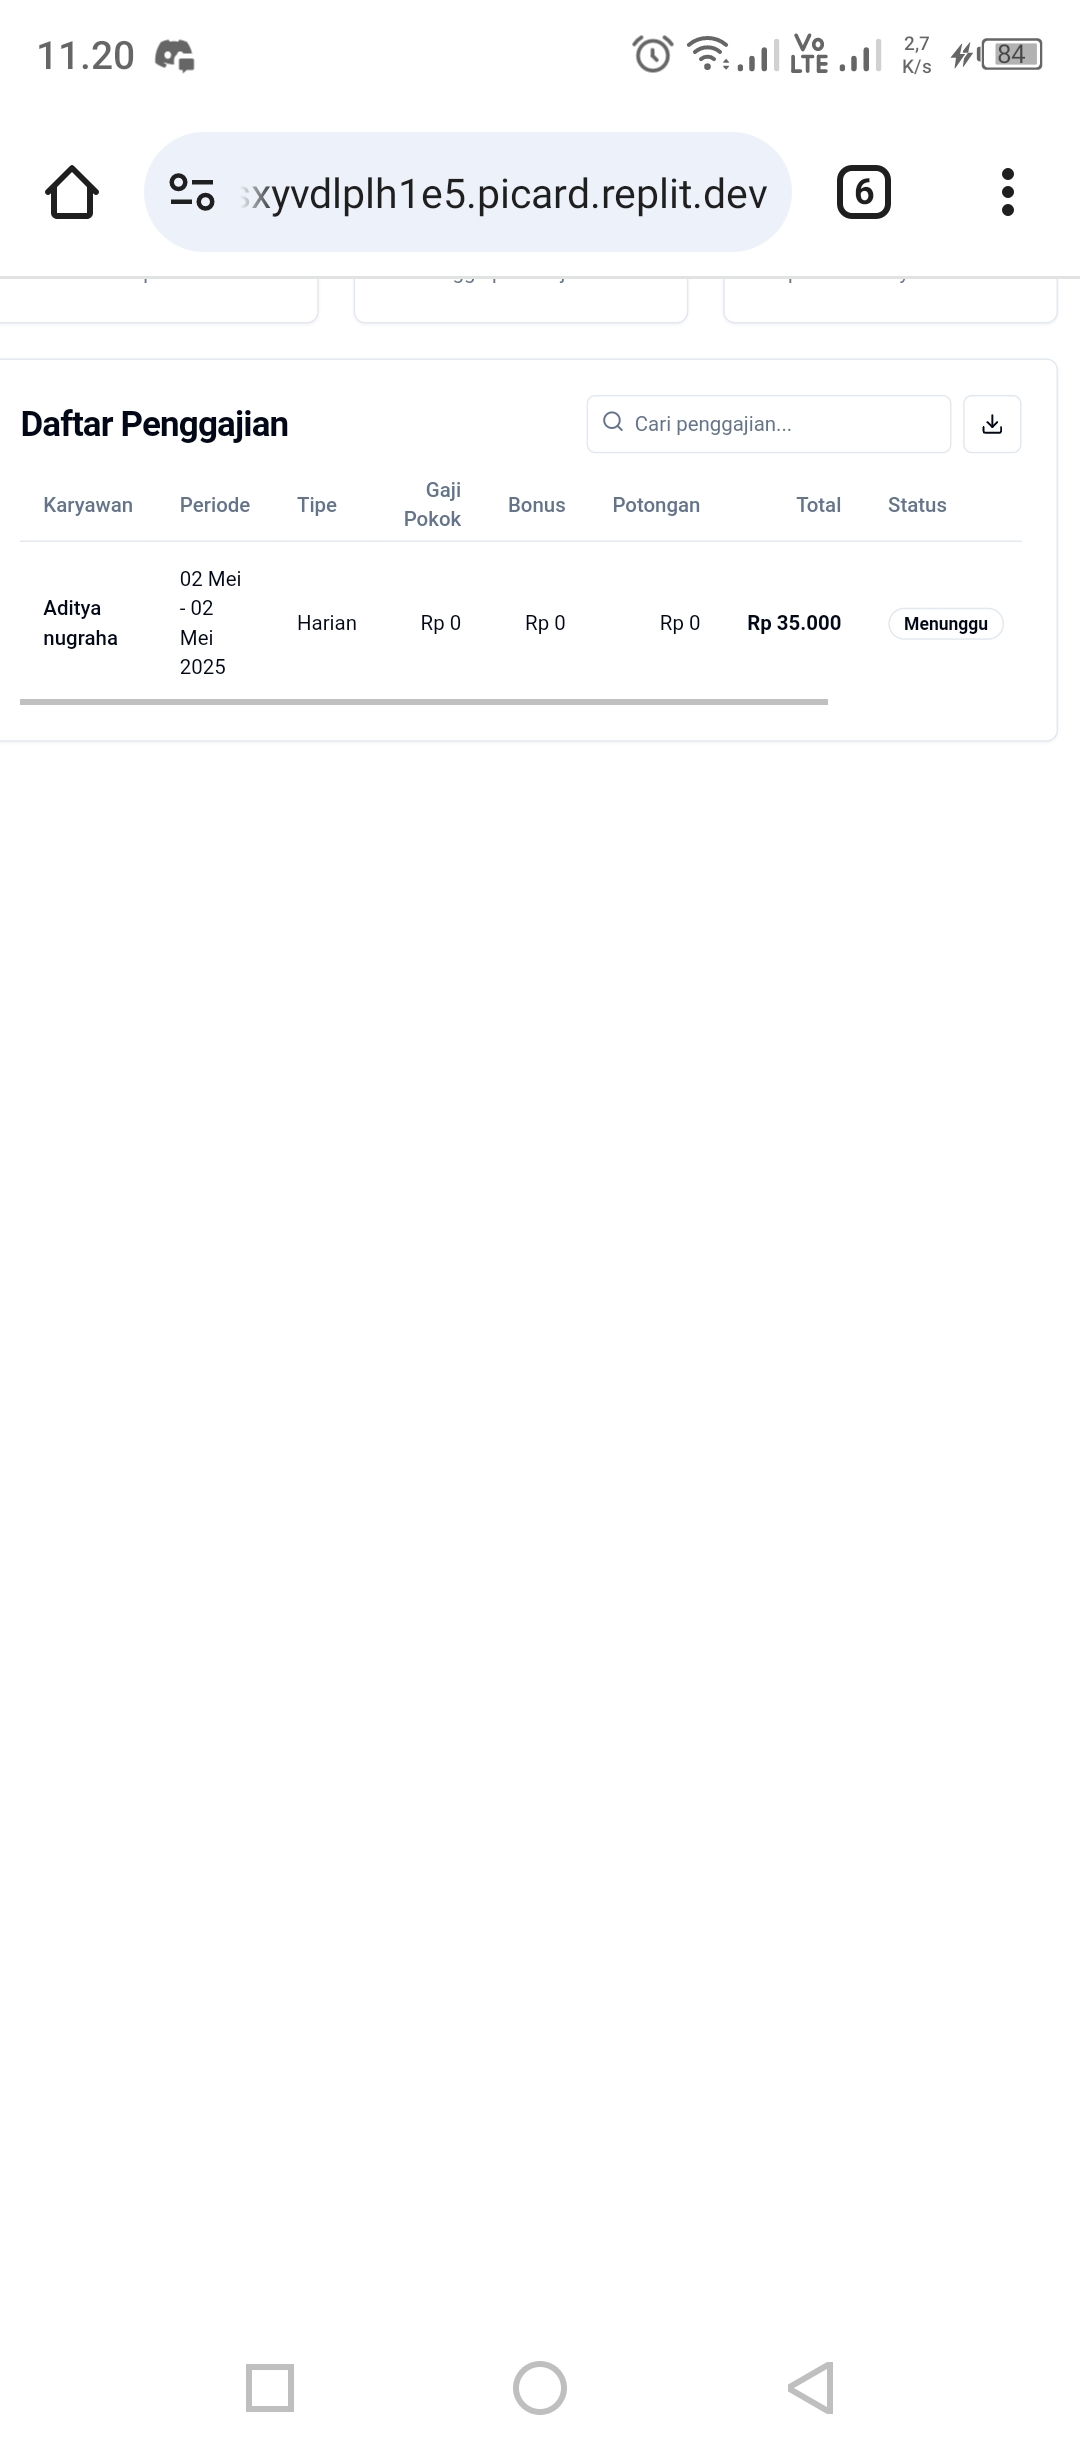 11.20
Vo LTE
2,7 K/s
84
xyvdlplh1e5.picard.replit.dev
6
Daftar Penggajian
Cari penggajian...
Karyawan Periode Tipe Gaji Pokok Bonus Potongan Total Status
Aditya nugraha 02 Mei - 02 Mei 2025 Harian Rp 0 Rp 0 Rp 0 Rp 35.000 Menunggu